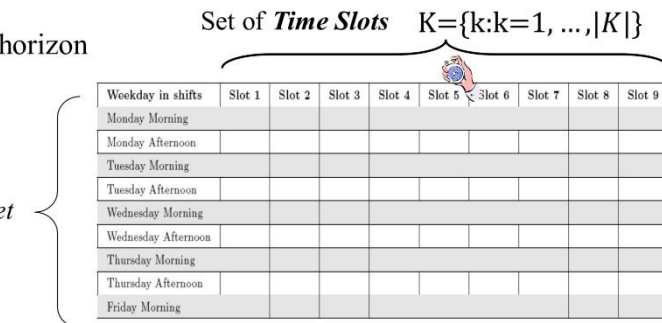 Set of Time Slots K={k:k=1, ...,|K|}
horizon
Weekday in shifts Slot 1 Slot 2 Slot 3 Slot 4 Slot 5 Slot 6 Slot 7 Slot 8 Slot 9
Monday Morning
Monday Afternoon
Tuesday Morning
Tuesday Afternoon
Wednesday Morning
et
Wednesday Afternoon
Thursday Morning
Thursday Afternoon
Friday Morning